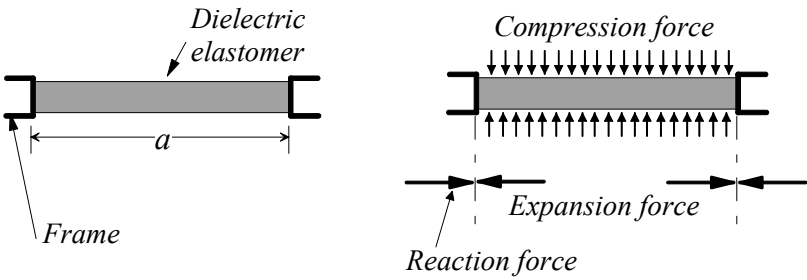 Dielectric
elastomer
a
Frame
Compression force
Expansion force
Reaction force